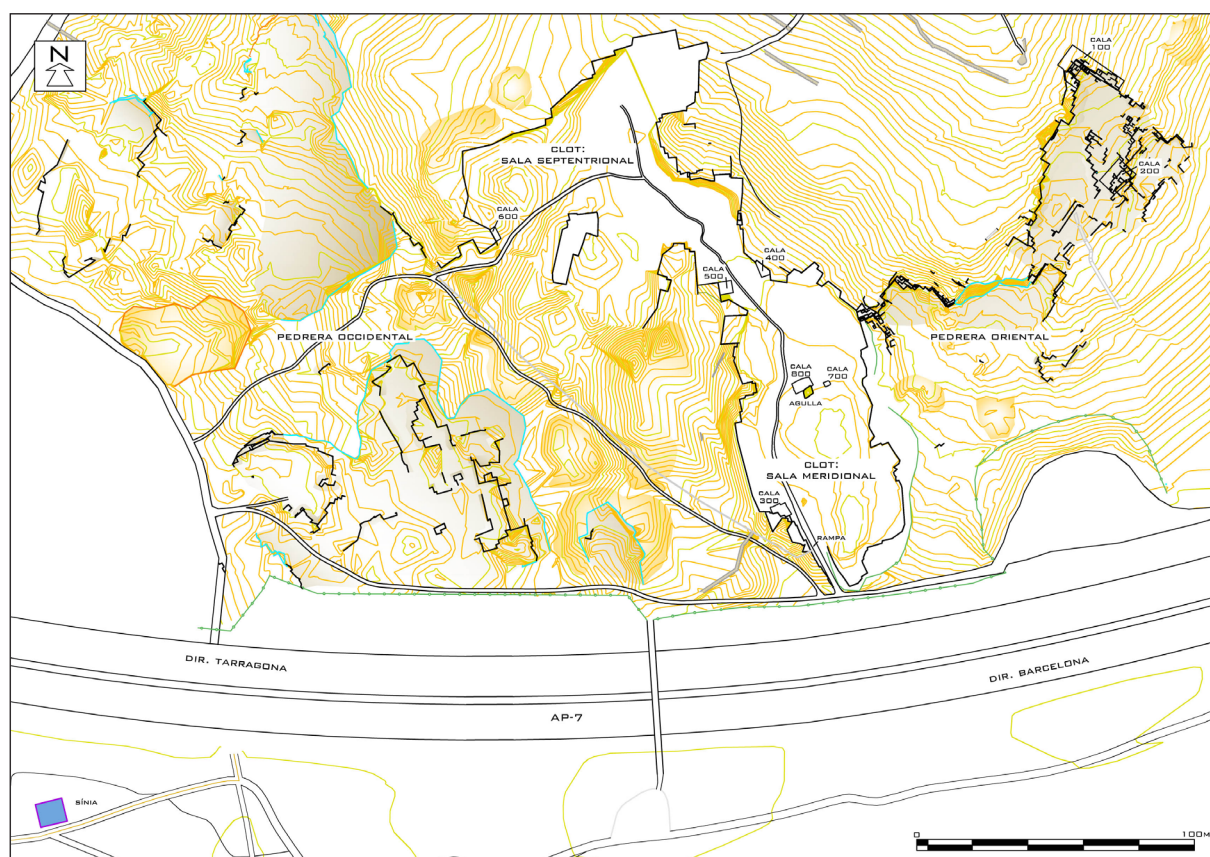 N
CALA
100
CLOT:
SALA SEPTENTRIONAL
CALA
200
CALA
600
CALA
400
CALA
500
PEDRERA OCCIDENTAL
PEDRERA ORIENTAL
CALA
800
CALA
700
AGULLA
CLOT:
SALA MERIDIONAL
CALA
300
RAMPA
DIR. TARRAGONA
DIR. BARCELONA
AP-7
SÍNIA
0
100M